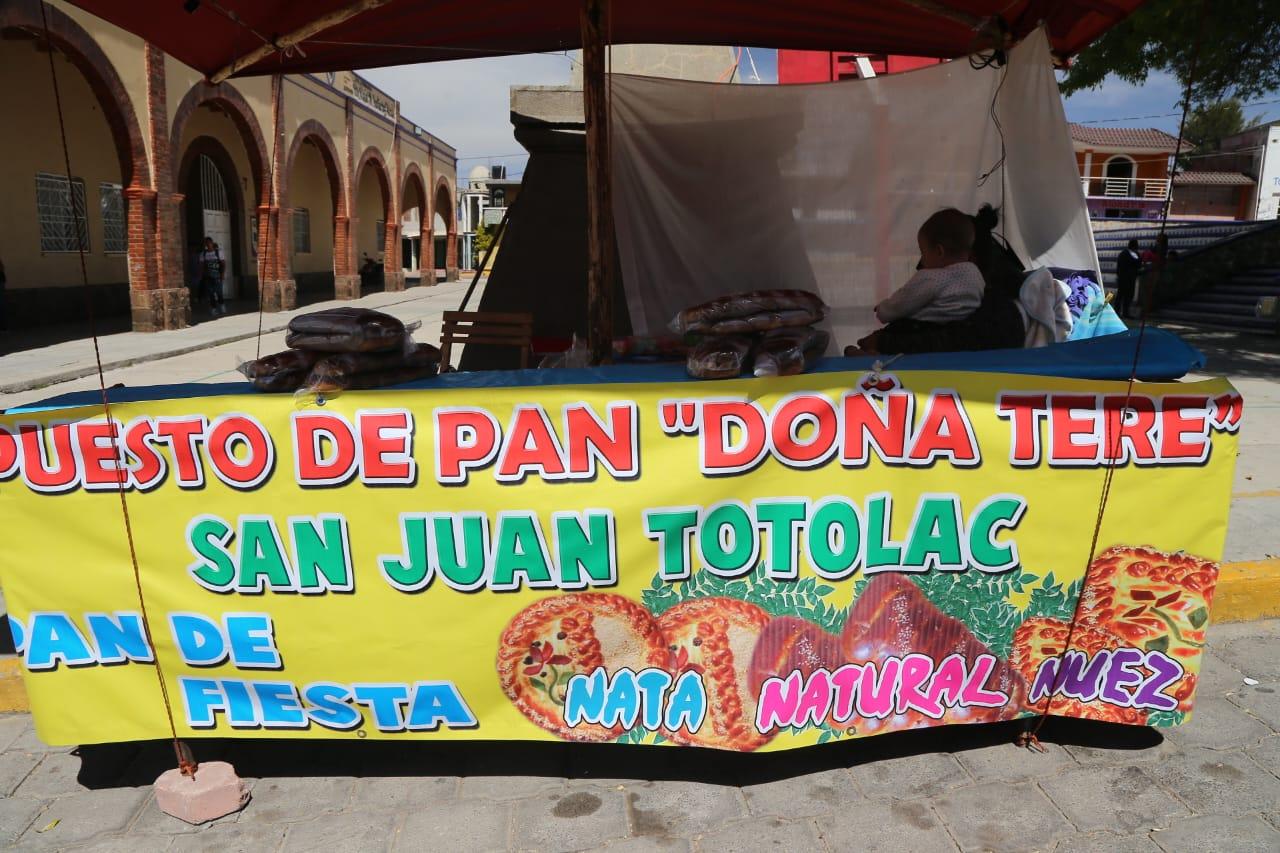 PUESTO DE PAN "DOÑA TERE"
SAN JUAN TOTOLAC
PAN DE
FIESTA
NATA
NATURAL
NUEZ